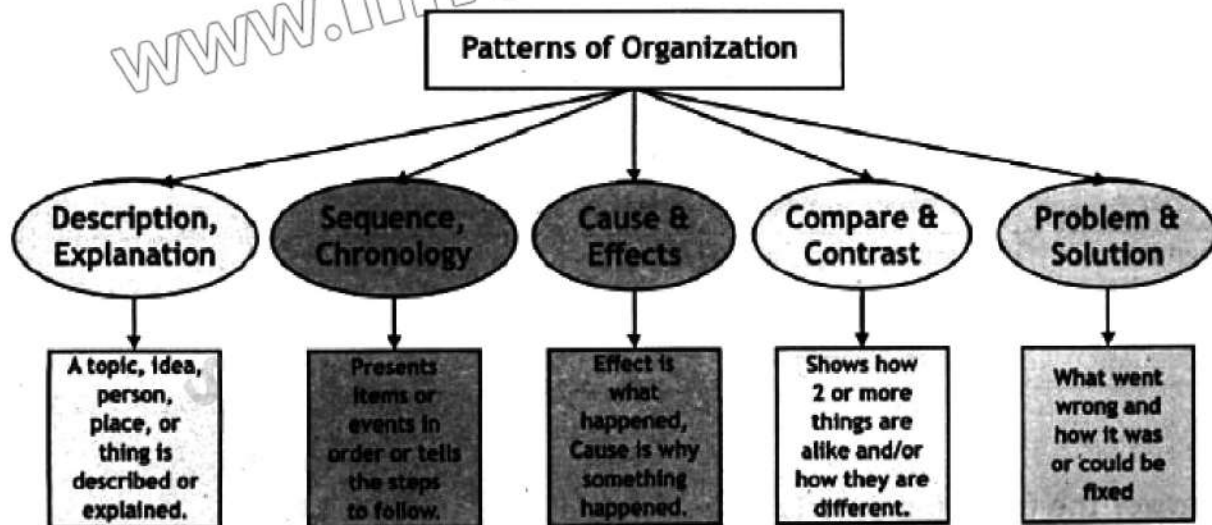 www.
Patterns of Organization
Description,
Explanation
Sequence,
Chronology
Cause &
Effects
Compare &
Contrast
Problem &
Solution
A topic, idea,
person,
place, or
thing is
described or
explained.
Presents
items or
events in
order or tells
the steps
to follow.
Effect is
what
happened,
Cause is why
something
happened.
Shows how
2 or more
things are
alike and/or
how they are
different.
What went
wrong and
how it was
or could be
fixed